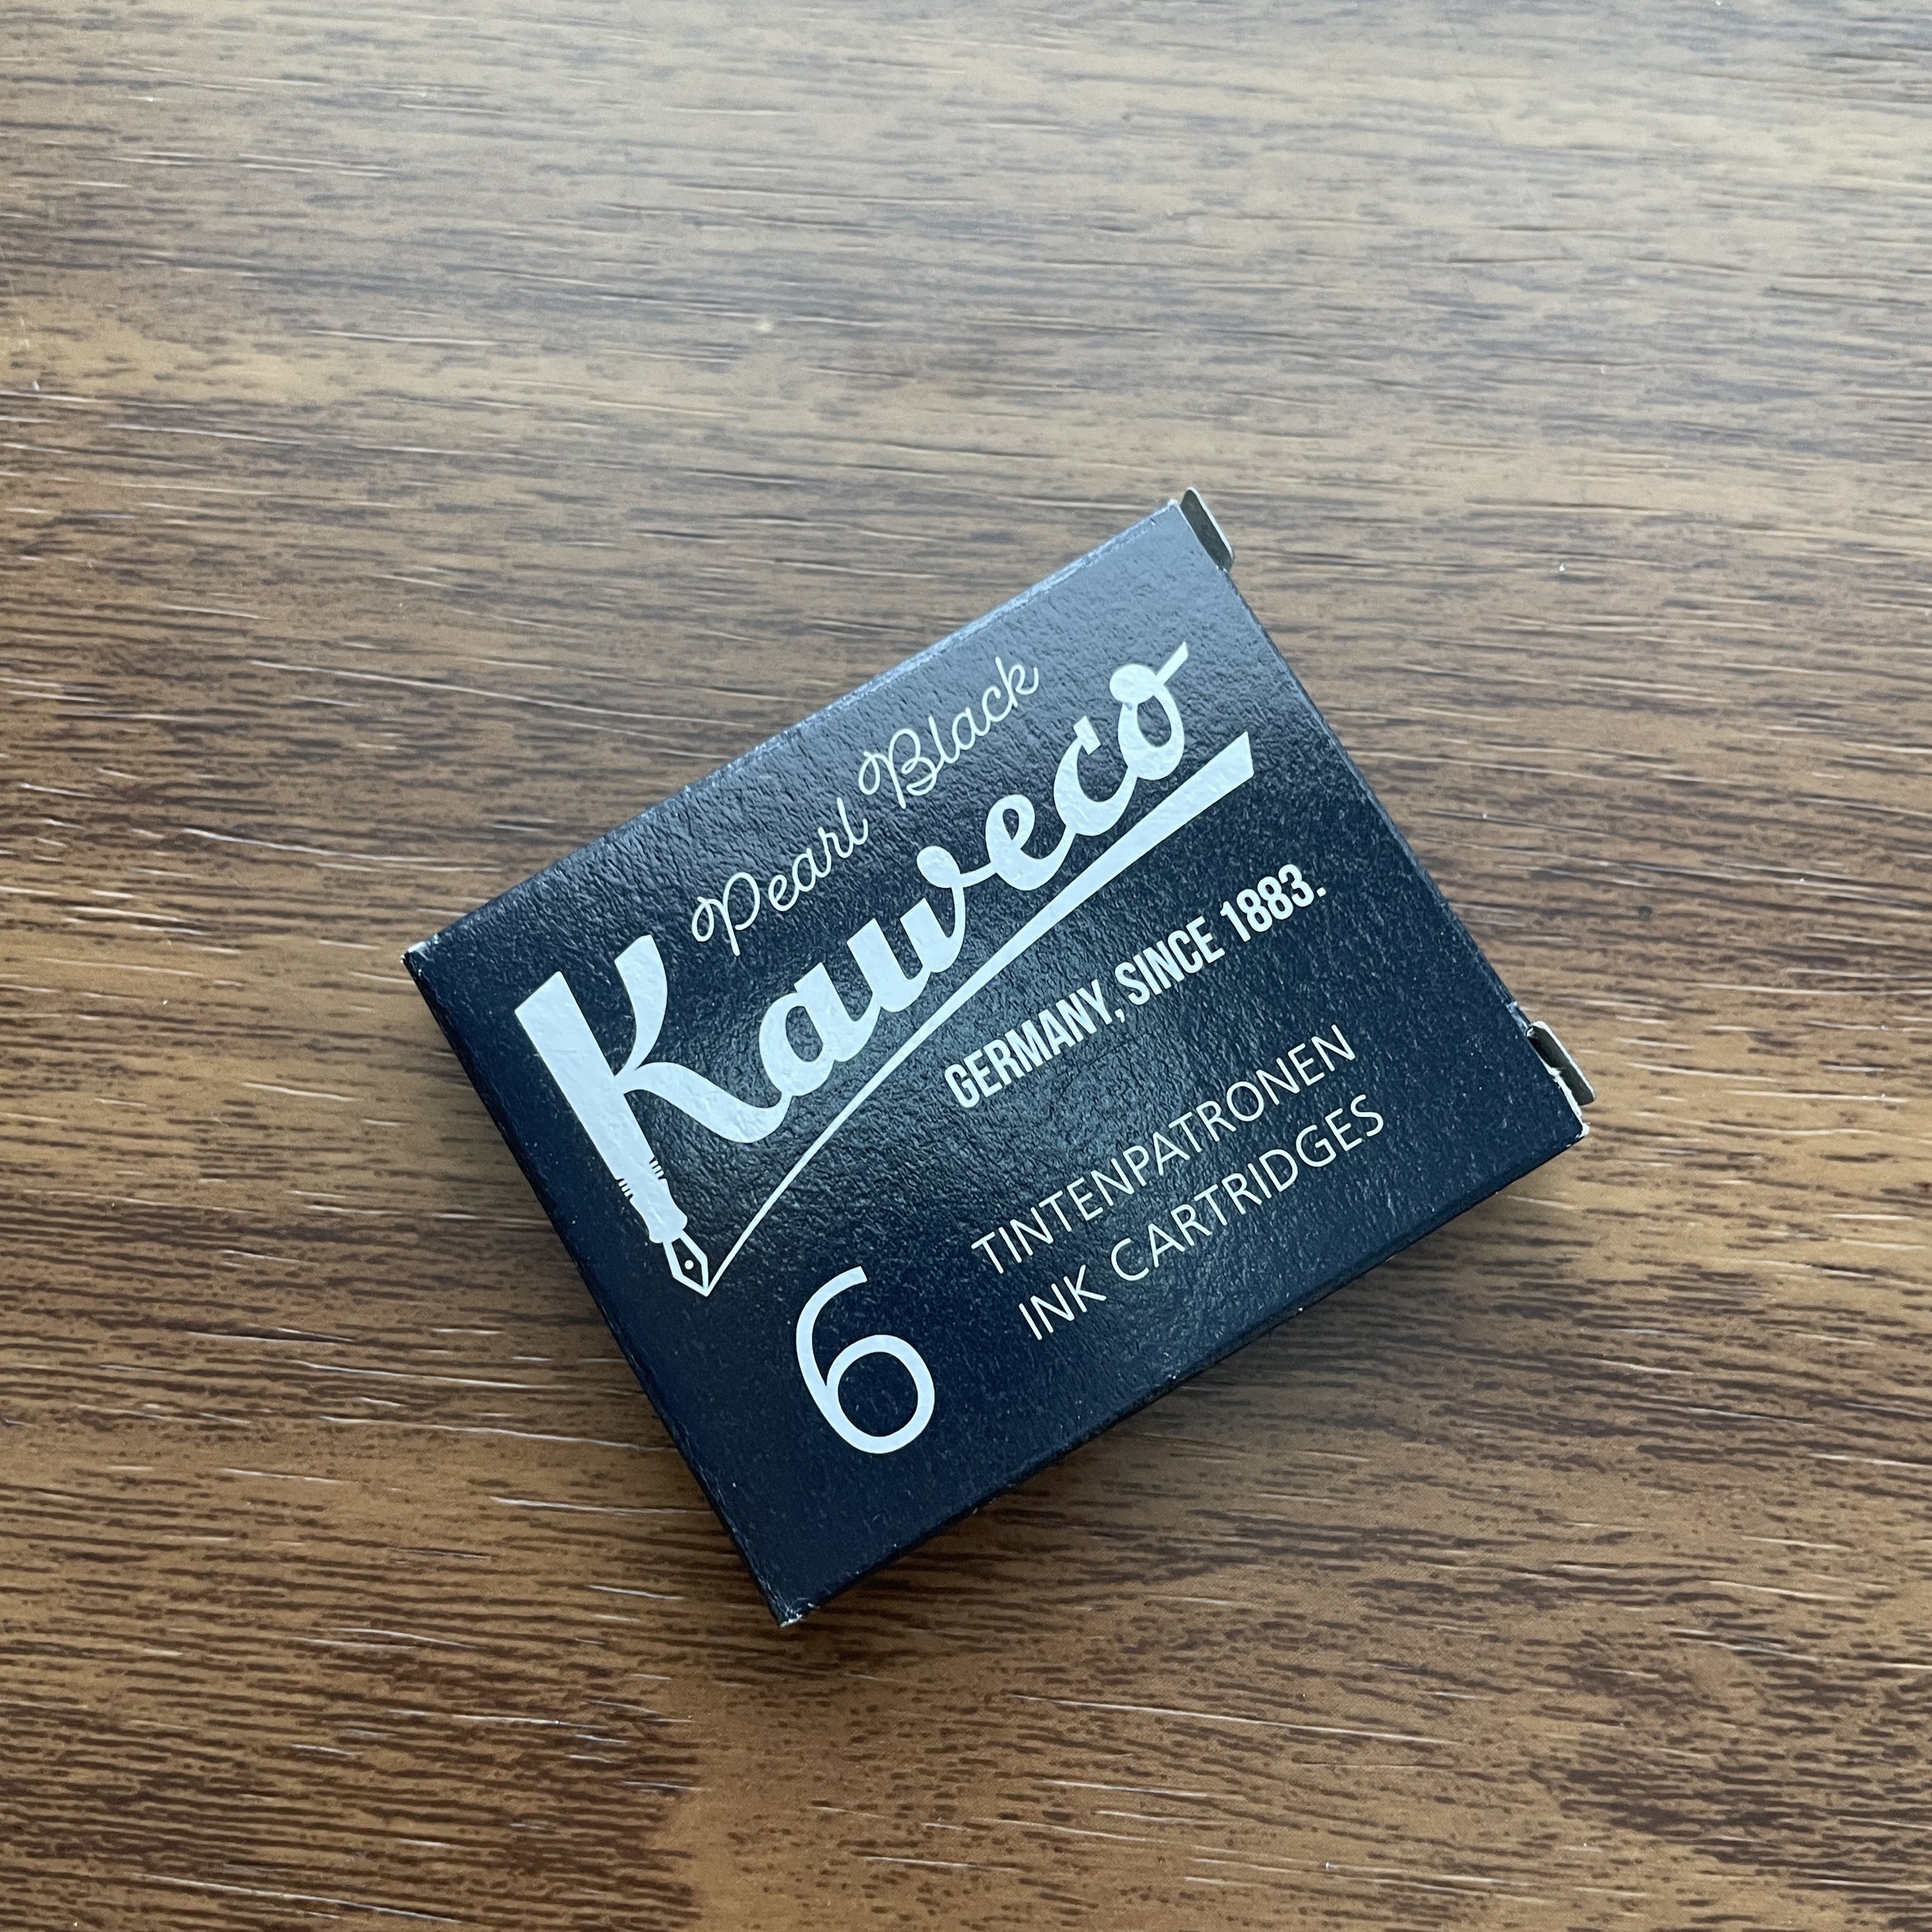 Pearl Black
Kaweco
GERMANY, SINCE 1883.
6
TINTENPATRONEN
INK CARTRIDGES